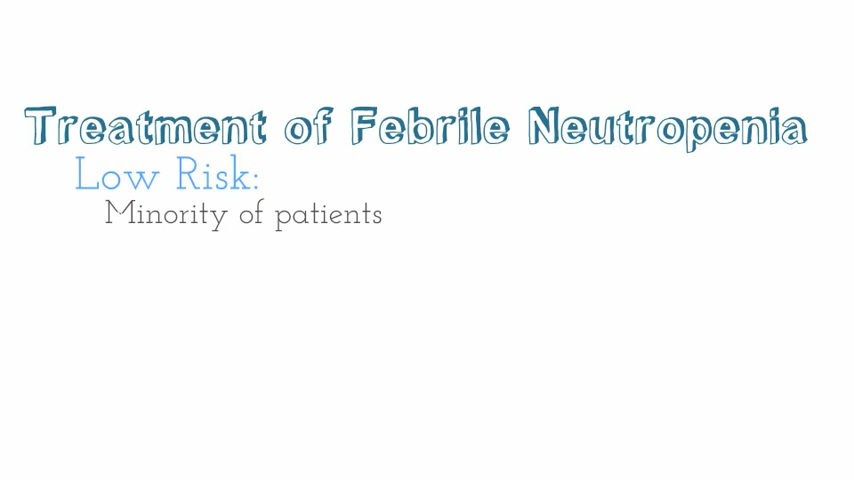 Treatment of Febrile Neutropenia
Low Risk:
Minority of patients